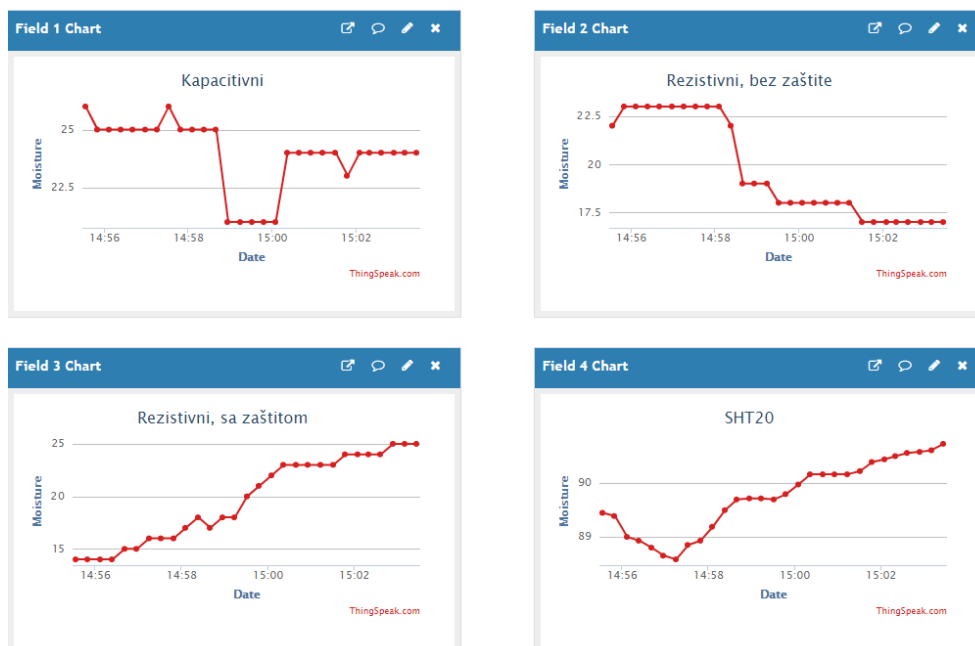 Field 1 Chart
Kapacitivni
Moisture
25
22.5
14:56 14:58 15:00 15:02
Date
ThingSpeak.com
Field 2 Chart
Rezistivni, bez zaštite
Moisture
22.5
20
17.5
14:56 14:58 15:00 15:02
Date
ThingSpeak.com
Field 3 Chart
Rezistivni, sa zaštitom
Moisture
25
20
15
14:56 14:58 15:00 15:02
Date
ThingSpeak.com
Field 4 Chart
SHT20
Moisture
90
89
14:56 14:58 15:00 15:02
Date
ThingSpeak.com